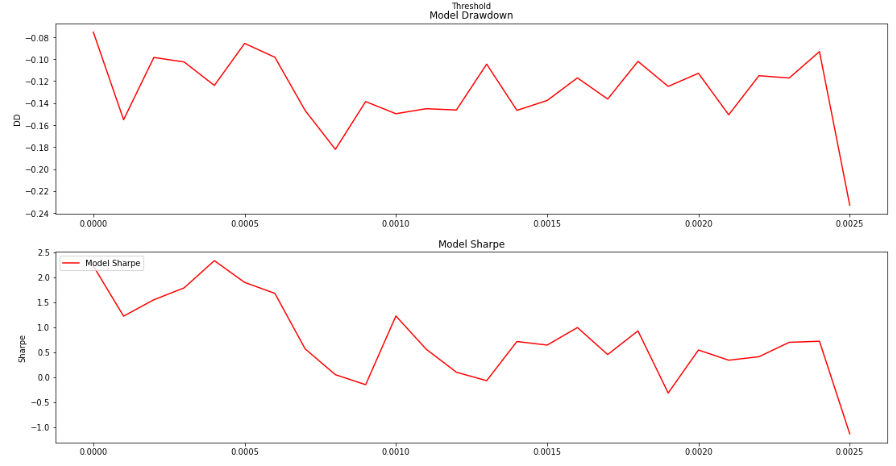 Threshold
Model Drawdown
−0.08
−0.10
−0.12
−0.14
−0.16
−0.18
−0.20
−0.22
−0.24
DD
0.0000 0.0005 0.0010 0.0015 0.0020 0.0025
Model Sharpe
2.5
2.0
1.5
1.0
0.5
0.0
−0.5
−1.0
Sharpe
Model Sharpe
0.0000 0.0005 0.0010 0.0015 0.0020 0.0025